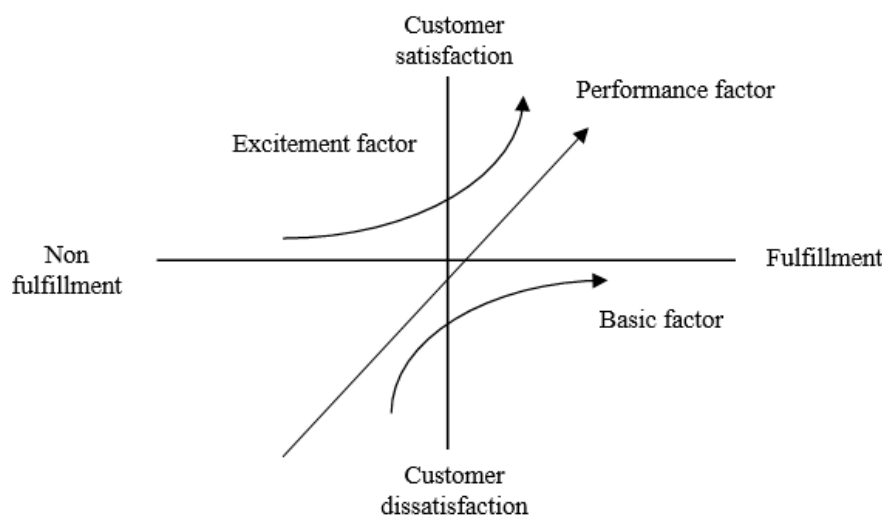 Customer
satisfaction
Performance factor
Excitement factor
Non
fulfillment
Fulfillment
Basic factor
Customer
dissatisfaction